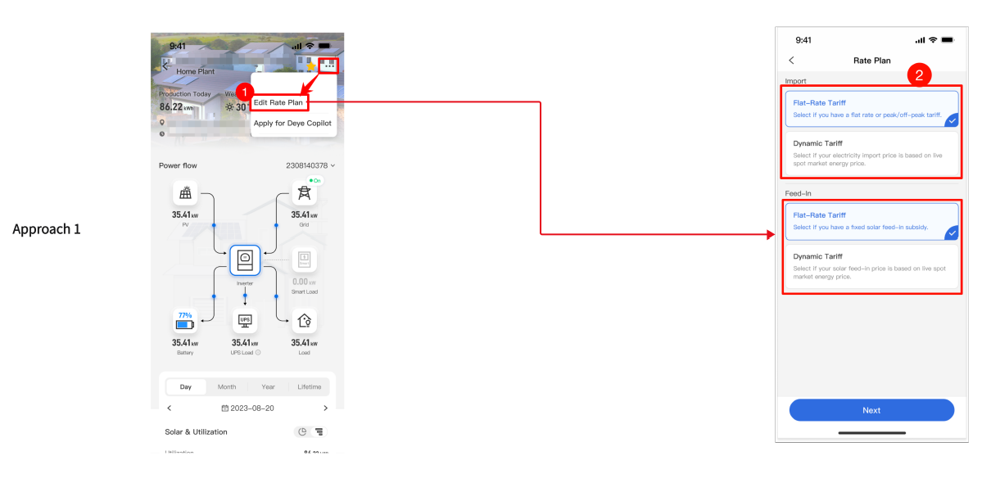 Approach 1
9:41
Home Plant
Production Today
86.22 kWh
30
1
Edit Rate Plan
Apply for Deye Copilot
Power flow
2308140378
On
35.41 kW
PV
35.41 kW
Grid
Inverter
Smart
0.00 kW
Smart Load
77%
UPS
35.41 kW
Battery
35.41 kW
UPS Load
35.41 kW
Load
Day
Month
Year
Lifetime
2023-08-20
Solar & Utilization
9:41
Rate Plan
2
Import
Flat-Rate Tariff
Select if you have a flat rate or peak/off-peak tariff.
Dynamic Tariff
Select if your electricity import price is based on live
spot market energy price.
Feed-In
Flat-Rate Tariff
Select if you have a fixed solar feed-in subsidy.
Dynamic Tariff
Select if your solar feed-in price is based on live spot
market energy price.
Next